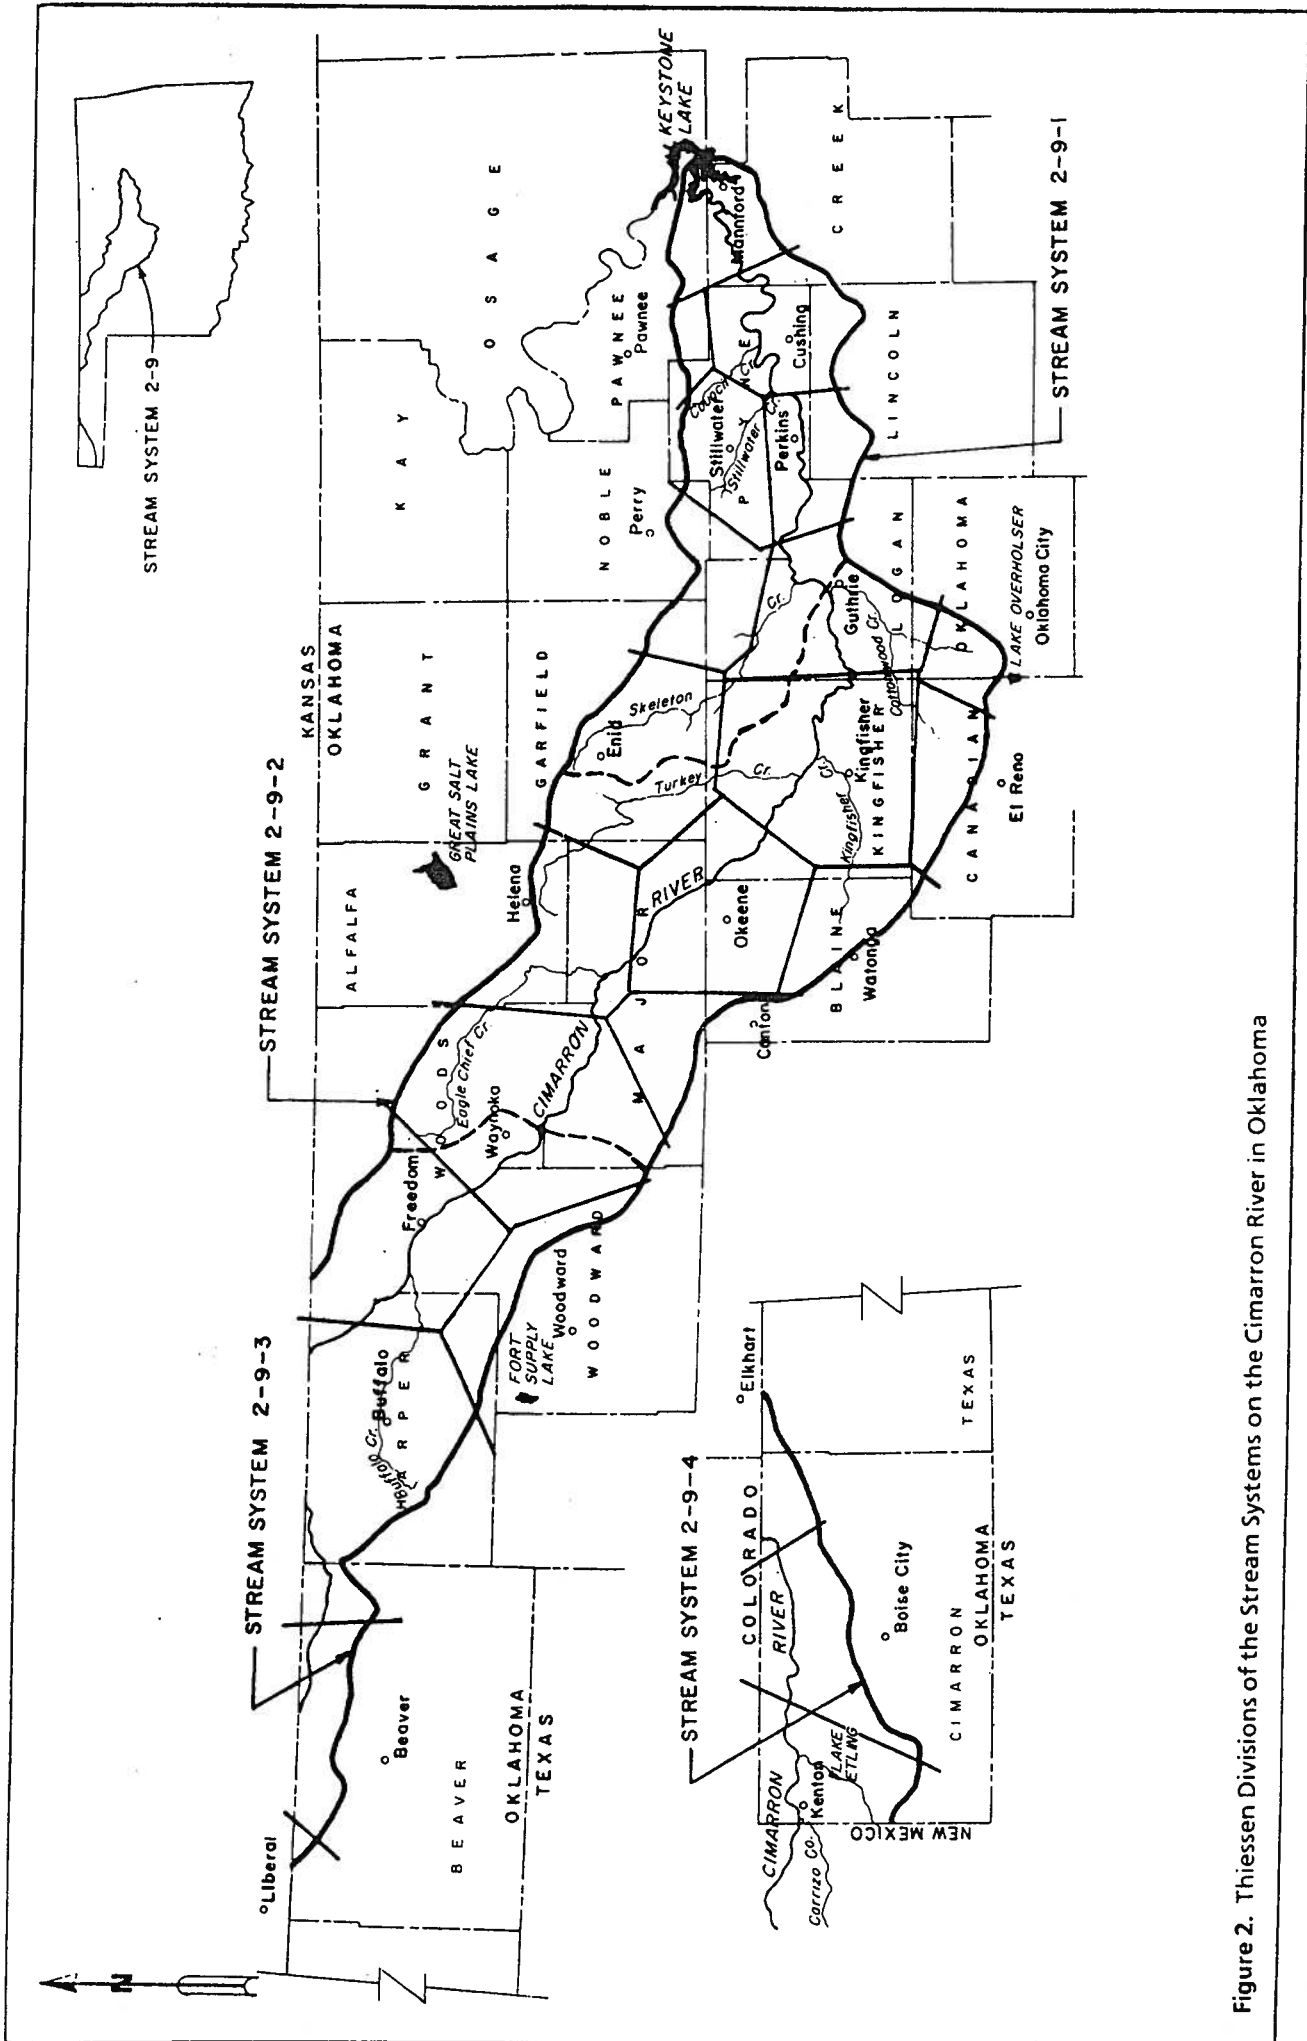 STREAM SYSTEM 2-9
KEYSTONE
LAKE
KANSAS
OKLAHOMA
STREAM SYSTEM 2-9-2
STREAM SYSTEM 2-9-3
STREAM SYSTEM 2-9-1
STREAM SYSTEM 2-9-4
OSAGE
KAY
GRANT
ALFALFA
GREAT SALT
PLAINS LAKE
PAWNEE
Pawnee
NOBLE
Perry
GARFIELD
Enid
Helena
WOODS
Eagle Chief Cr.
Waynoka
Freedom
CIMARRON
RIVER
MAJOR
Skeleton
Cr.
Turkey
Cr.
Mannford
CREEK
Cushing
LINCOLN
PAYNE
Stillwater
Stillwater
Cr.
Perkins
Guthrie
LOGAN
Cottonwood Cr.
OKLAHOMA
LAKE OVERHOLSER
Oklahoma City
Kingfisher
KINGFISHER
Kingfisher
Cr.
CANADIAN
El Reno
Okeene
BLAINE
Watonga
Canton
WOODWARD
Woodward
FORT
SUPPLY
LAKE
Buffalo
Buffalo Cr.
HARPER
Liberal
Beaver
BEAVER
OKLAHOMA
TEXAS
N
Elkhart
COLORADO
TEXAS
RIVER
CIMARRON
Boise City
CIMARRON
OKLAHOMA
TEXAS
LAKE
ETLING
Kenton
Carrizo Co.
NEW MEXICO
Figure 2. Thiessen Divisions of the Stream Systems on the Cimarron River in Oklahoma